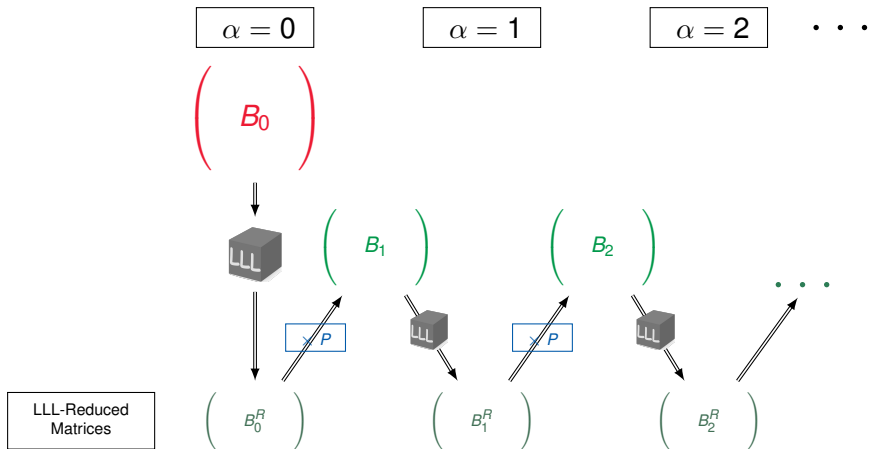 α = 0
α = 1
α = 2
. . .
B₀
LLL
B₁
B₂
. . .
× P
LLL
× P
LLL
LLL-Reduced
Matrices
B₀ᴿ
B₁ᴿ
B₂ᴿ